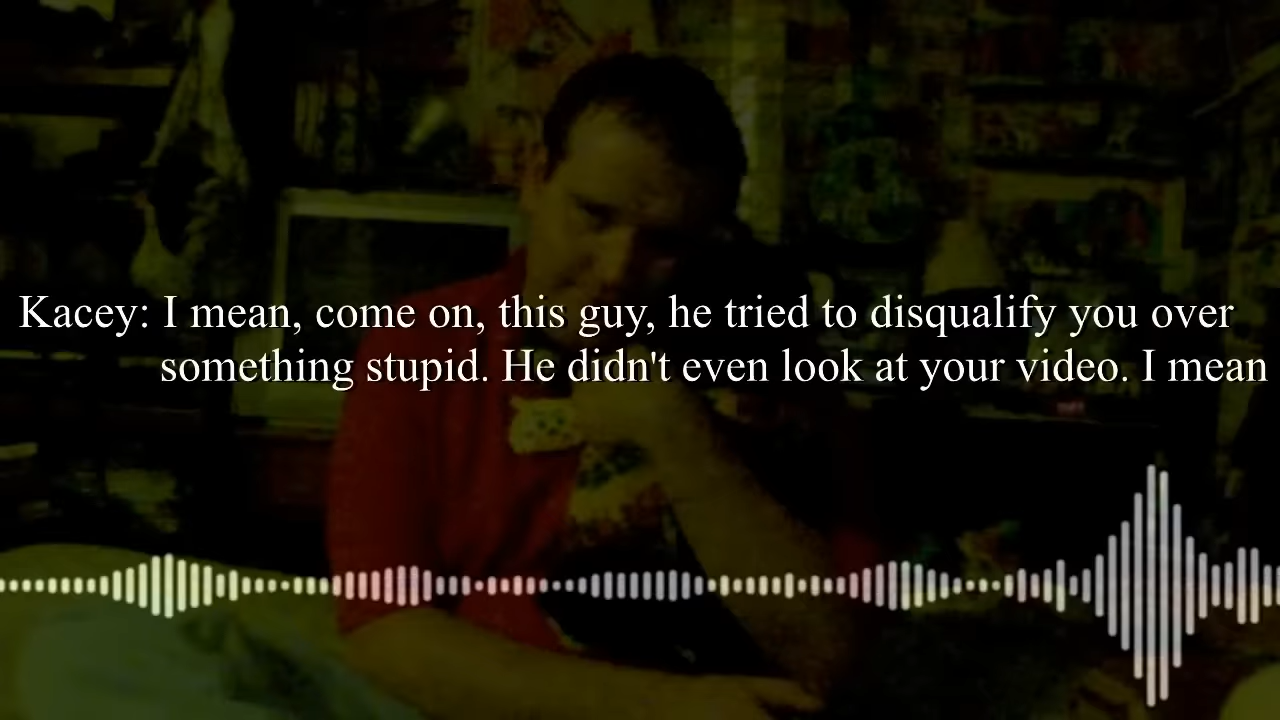 Kacey: I mean, come on, this guy, he tried to disqualify you over
something stupid. He didn't even look at your video. I mean